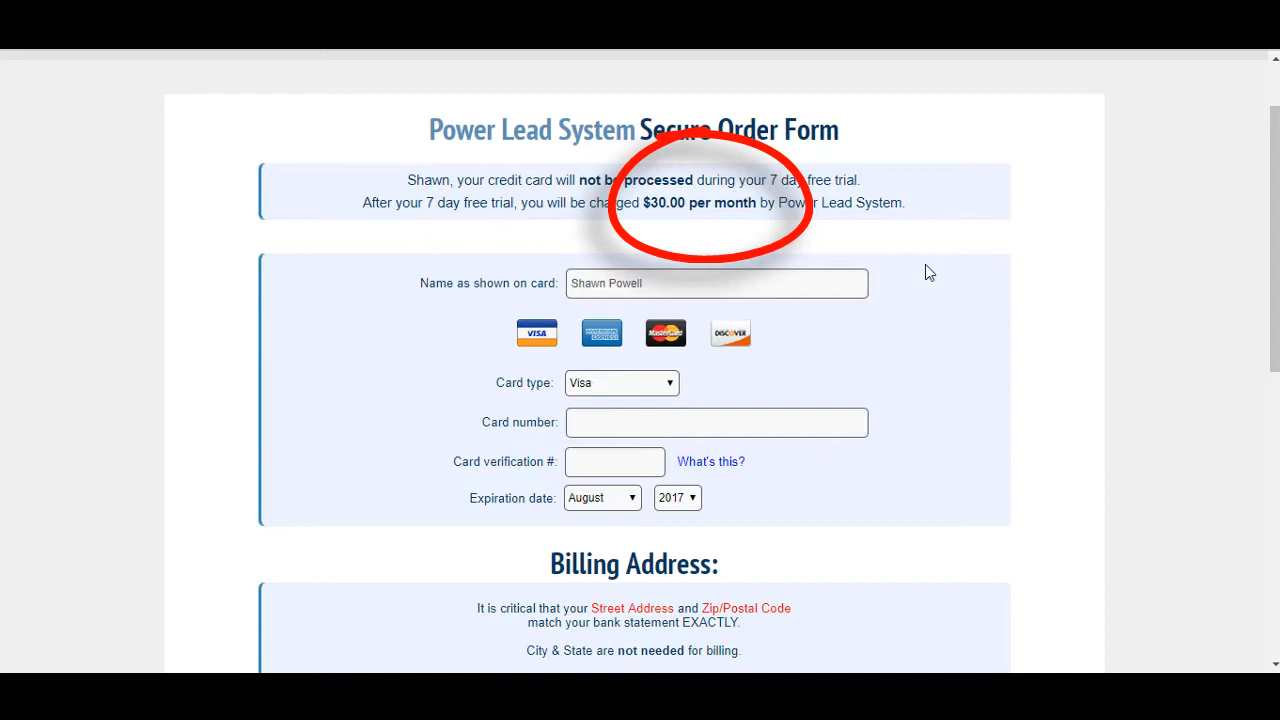 Power Lead System Secure Order Form
Shawn, your credit card will not be processed during your 7 day free trial.
After your 7 day free trial, you will be charged $30.00 per month by Power Lead System.
Name as shown on card: Shawn Powell
VISA AMERICAN EXPRESS MasterCard DISCOVER
Card type: Visa
Card number:
Card verification #: What's this?
Expiration date: August 2017
Billing Address:
It is critical that your Street Address and Zip/Postal Code
match your bank statement EXACTLY.
City & State are not needed for billing.